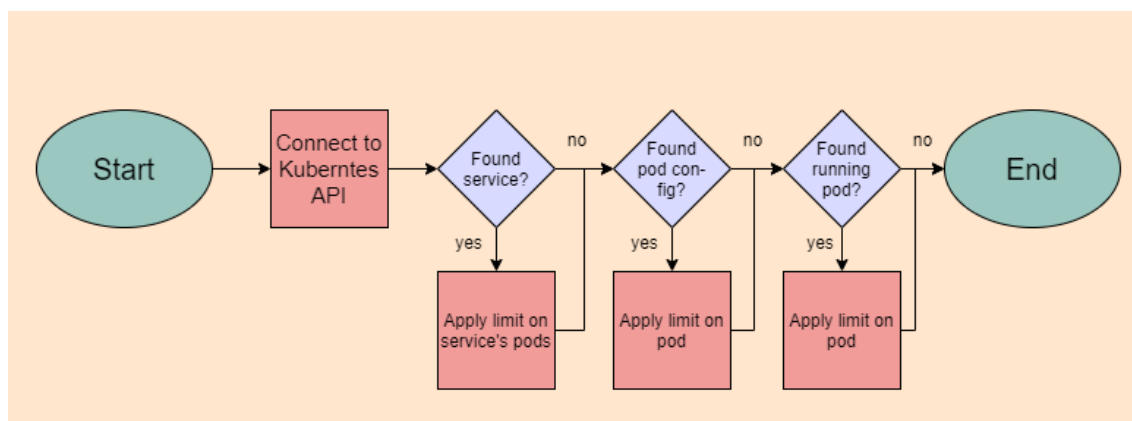 Start
Connect to
Kuberntes
API
Found
service?
no
Found
pod con-
fig?
no
Found
running
pod?
no
End
yes
yes
yes
Apply limit on
service's pods
Apply limit on
pod
Apply limit on
pod